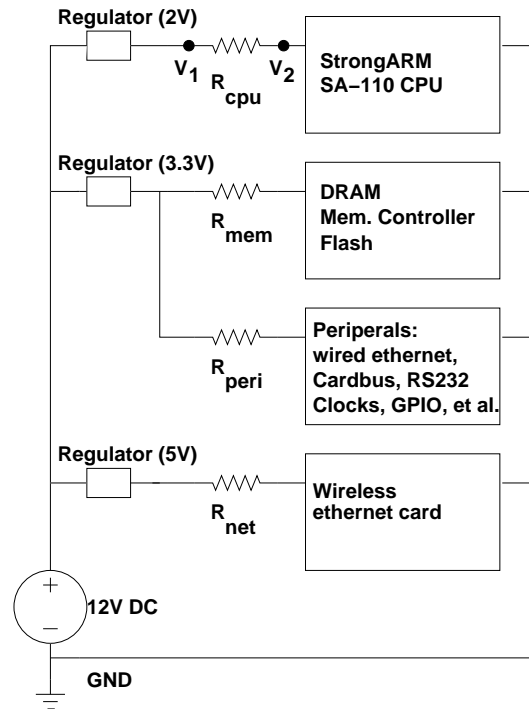 Regulator (2V)
V1
V2
Rcpu
StrongARM
SA−110 CPU
Regulator (3.3V)
Rmem
DRAM
Mem. Controller
Flash
Rperi
Periperals:
wired ethernet,
Cardbus, RS232
Clocks, GPIO, et al.
Regulator (5V)
Rnet
Wireless
ethernet card
+
12V DC
−
GND